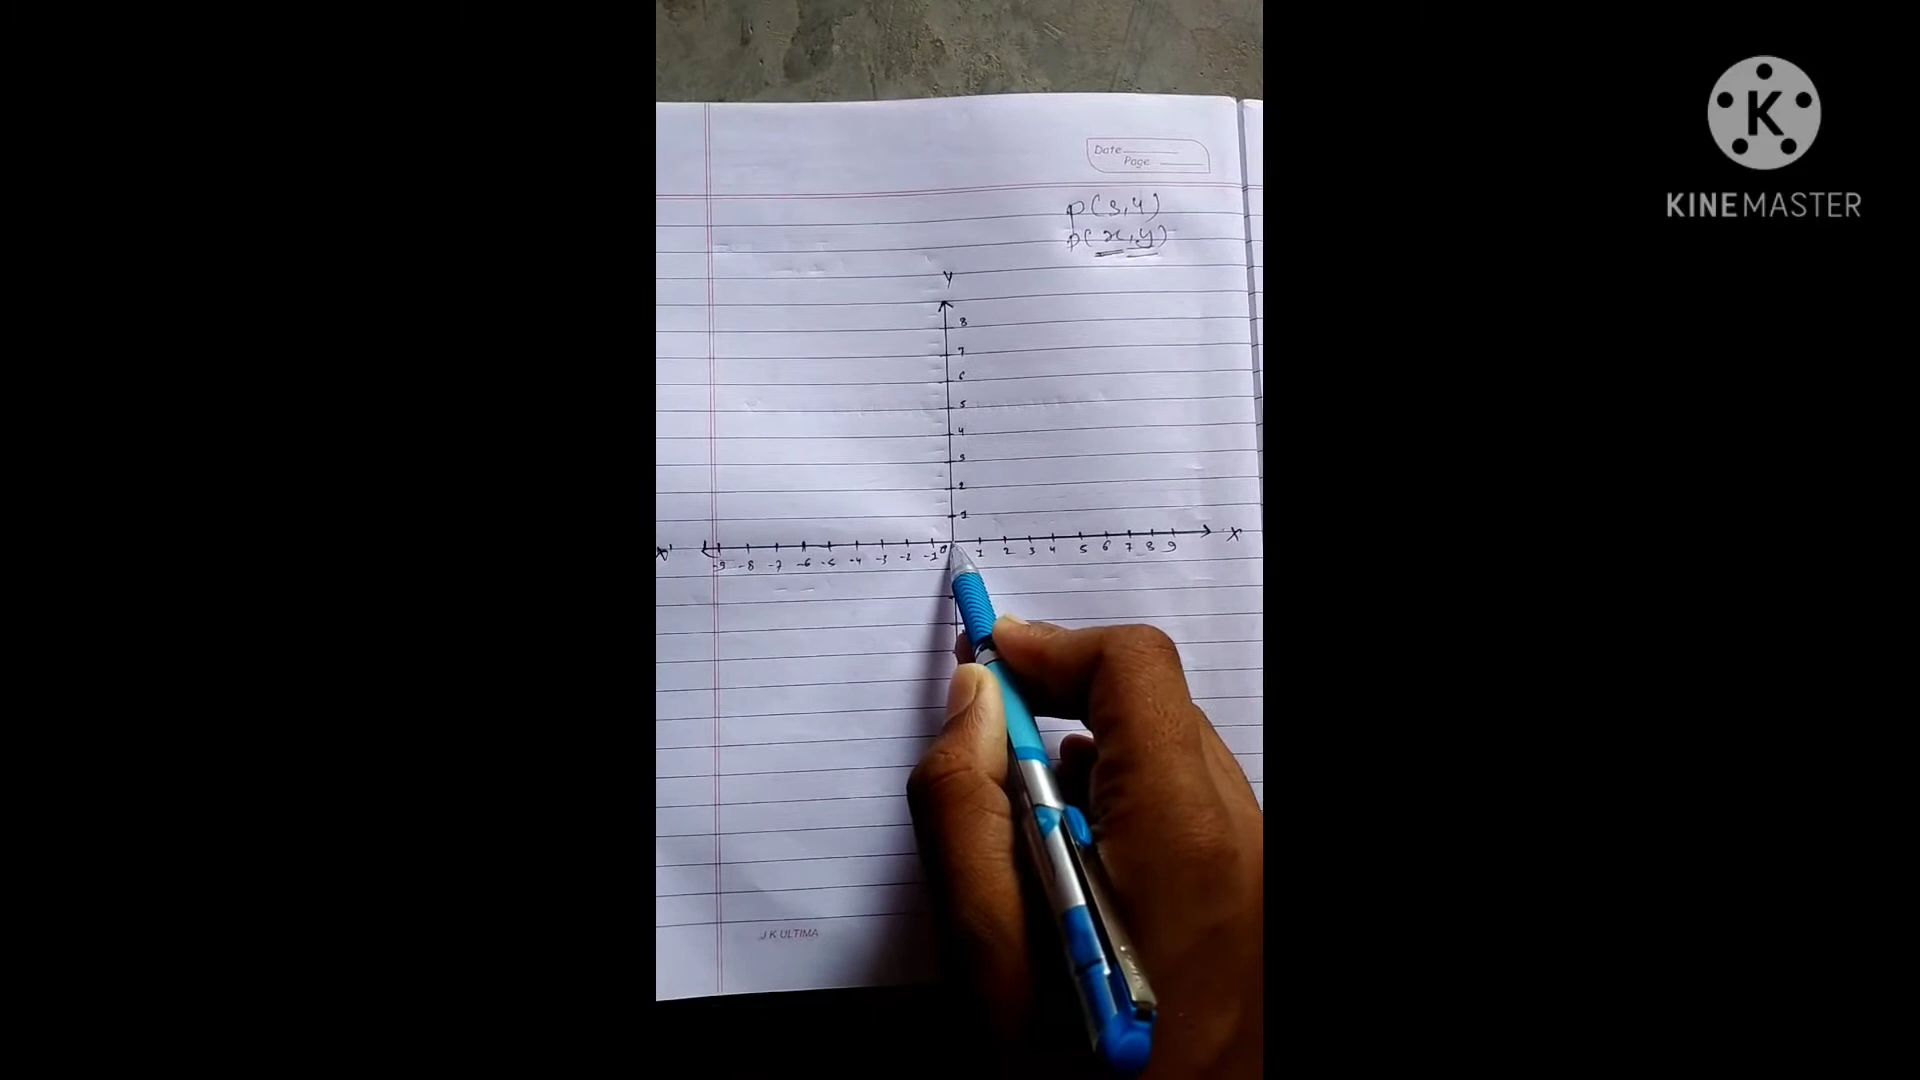 K
KINEMASTER
Date
Page
P(3,4)
P(x,y)
Y
8
7
6
5
4
3
2
1
X' -9 -8 -7 -6 -5 -4 -3 -2 -1 0 1 2 3 4 5 6 7 8 9 X
J K ULTIMA